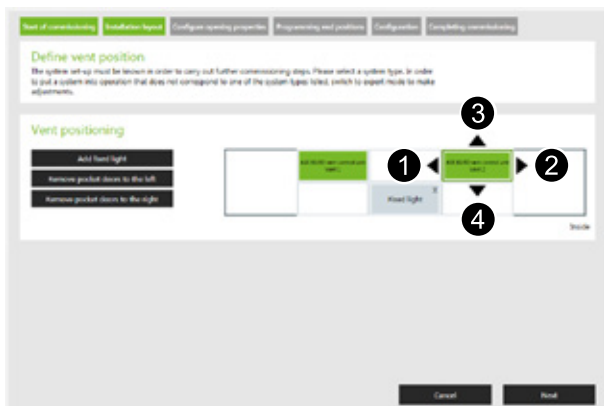 Start of commissioning
Installation layout
Configure opening properties
Programming end positions
Configuration
Completing commissioning
Define vent position
The system set-up must be known in order to carry out further commissioning steps. Please select a system type. In order
to put a system into operation that does not correspond to one of the system types listed, switch to expert mode to make
adjustments.
Vent positioning
Add fixed light
Remove pocket doors to the left
Remove pocket doors to the right
3
1
2
4
X
Fixed light
Inside
Cancel
Next